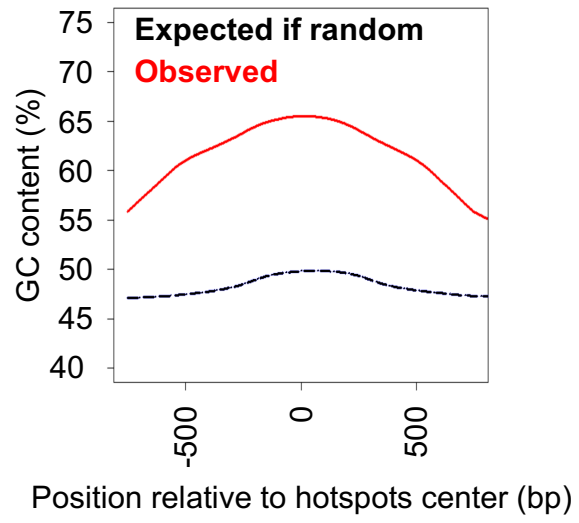 Expected if random
Observed
GC content (%)
75
70
65
60
55
50
45
40
-500
0
500
Position relative to hotspots center (bp)